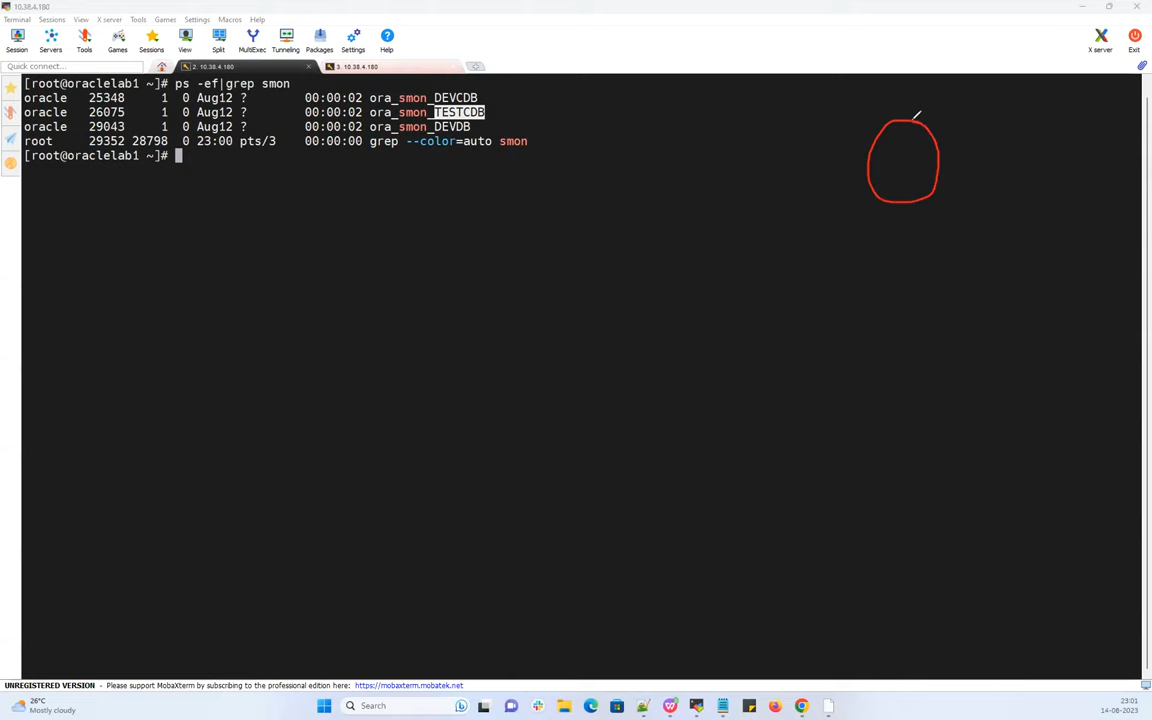 10.38.4.180
Terminal Sessions View X server Tools Games Settings Macros Help
Session Servers Tools Games Sessions View Split MultiExec Tunneling Packages Settings Help X server Exit
Quick connect...
2. 10.38.4.180
3. 10.38.4.180
[root@oraclelab1 ~]# ps -ef|grep smon
oracle 25348 1 0 Aug12 ? 00:00:02 ora_smon_DEVCDB
oracle 26075 1 0 Aug12 ? 00:00:02 ora_smon_TESTCDB
oracle 29043 1 0 Aug12 ? 00:00:02 ora_smon_DEVDB
root 29352 28798 0 23:00 pts/3 00:00:00 grep --color=auto smon
[root@oraclelab1 ~]#
UNREGISTERED VERSION - Please support MobaXterm by subscribing to the professional edition here: https://mobaxterm.mobatek.net
26°C
Mostly cloudy
Search
23:01
14-08-2023